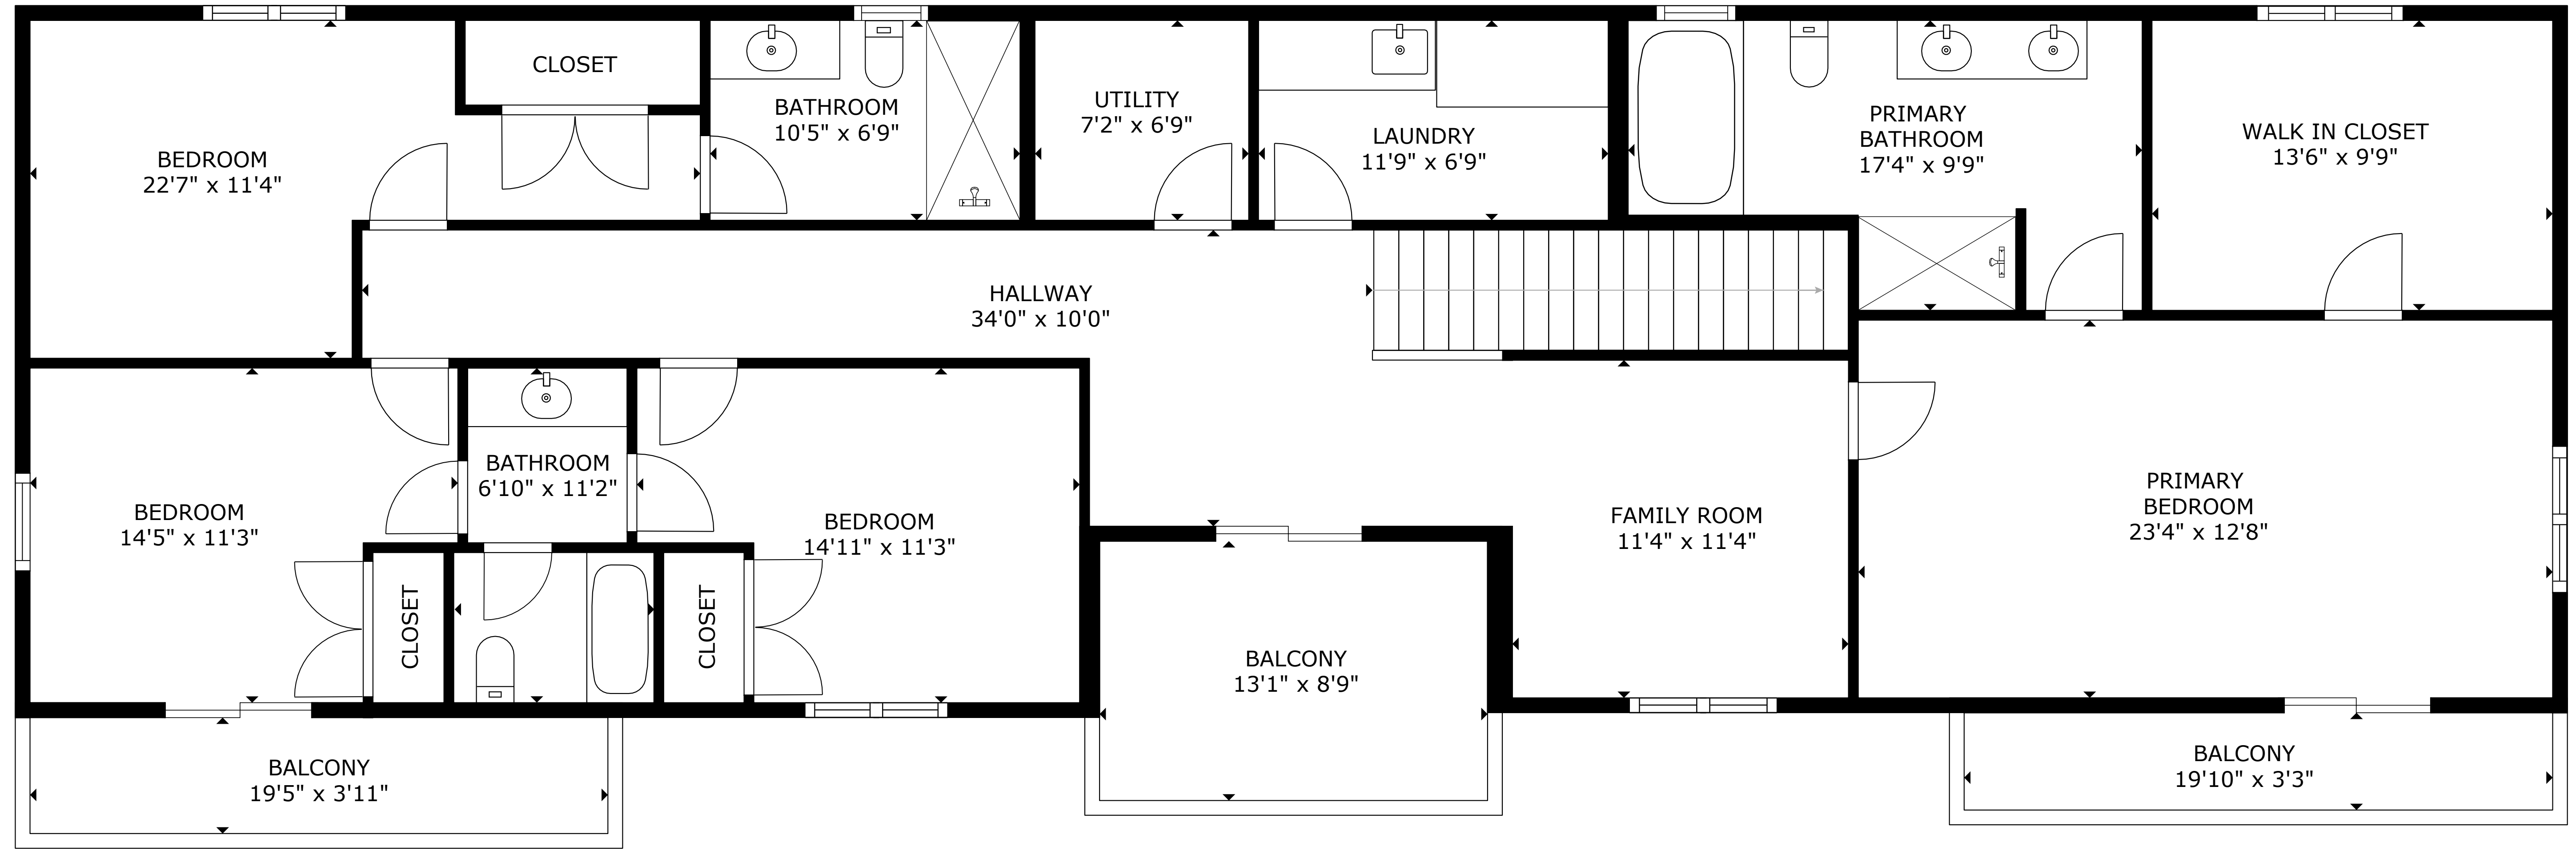 CLOSET
BATHROOM
10'5" x 6'9"
UTILITY
7'2" x 6'9"
LAUNDRY
11'9" x 6'9"
PRIMARY
BATHROOM
17'4" x 9'9"
WALK IN CLOSET
13'6" x 9'9"
BEDROOM
22'7" x 11'4"
HALLWAY
34'0" x 10'0"
BEDROOM
14'5" x 11'3"
BATHROOM
6'10" x 11'2"
BEDROOM
14'11" x 11'3"
FAMILY ROOM
11'4" x 11'4"
PRIMARY
BEDROOM
23'4" x 12'8"
CLOSET
CLOSET
BALCONY
13'1" x 8'9"
BALCONY
19'5" x 3'11"
BALCONY
19'10" x 3'3"